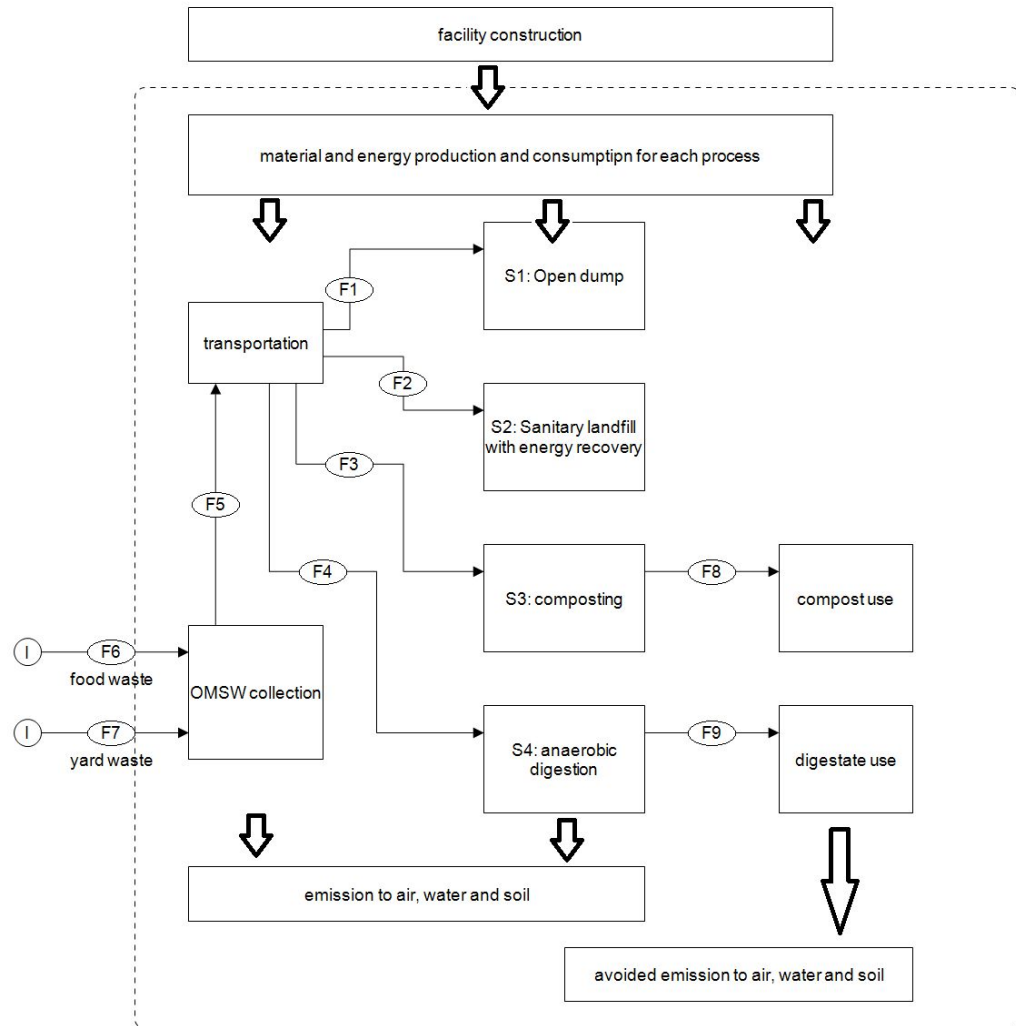 facility construction
material and energy production and consumptipn for each process
F1
S1: Open dump
transportation
F2
S2: Sanitary landfill
with energy recovery
F3
F5
F4
S3: composting
F8
compost use
I
F6
food waste
OMSW collection
I
F7
yard waste
S4: anaerobic
digestion
F9
digestate use
emission to air, water and soil
avoided emission to air, water and soil